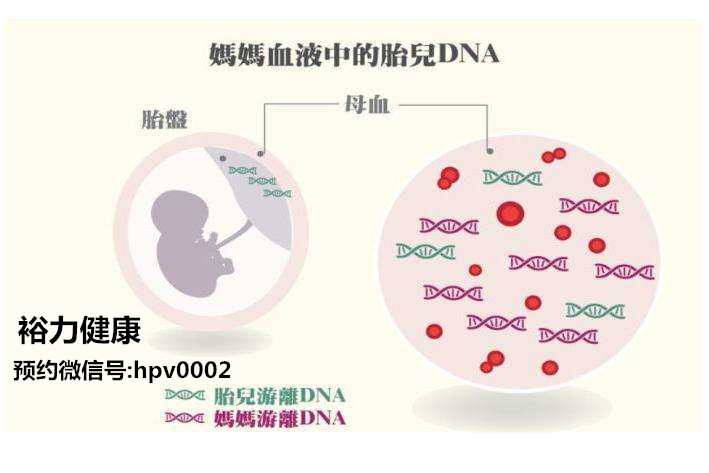 媽媽血液中的胎兒DNA
母血
胎盤
裕力健康
预约微信号:hpv0002
胎兒游離DNA
媽媽游離DNA